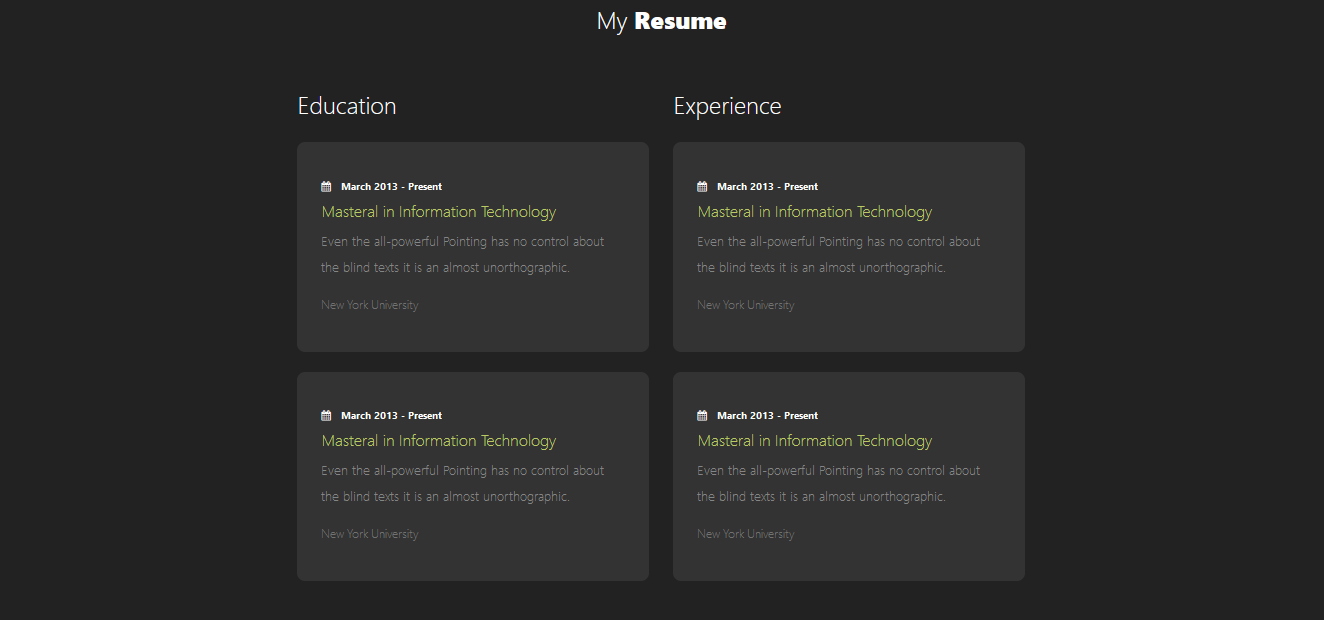 My Resume
Education
March 2013 - Present
Masteral in Information Technology
Even the all-powerful Pointing has no control about
the blind texts it is an almost unorthographic.
New York University
March 2013 - Present
Masteral in Information Technology
Even the all-powerful Pointing has no control about
the blind texts it is an almost unorthographic.
New York University
Experience
March 2013 - Present
Masteral in Information Technology
Even the all-powerful Pointing has no control about
the blind texts it is an almost unorthographic.
New York University
March 2013 - Present
Masteral in Information Technology
Even the all-powerful Pointing has no control about
the blind texts it is an almost unorthographic.
New York University